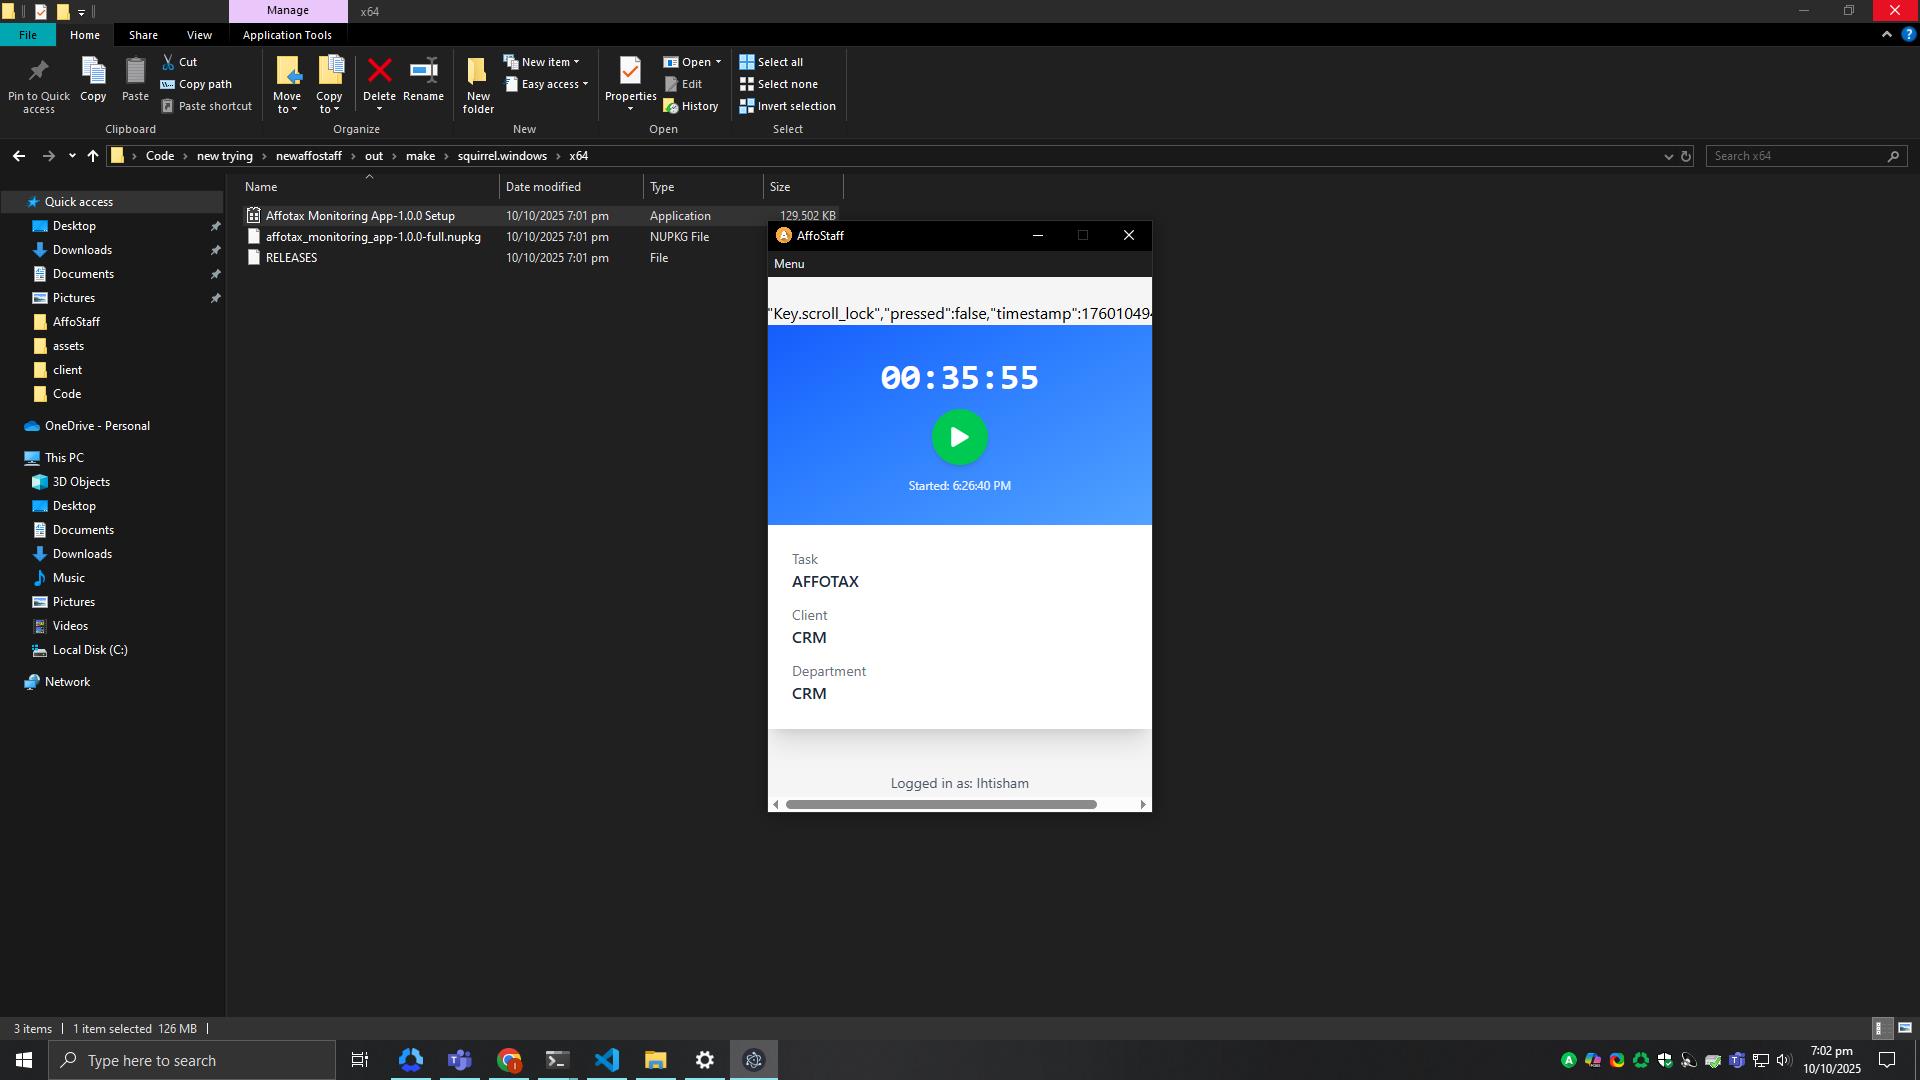 Manage
x64
File
Home
Share
View
Application Tools
Pin to Quick access
Copy
Paste
Cut
Copy path
Paste shortcut
Clipboard
Move to
Copy to
Delete
Rename
Organize
New folder
New item
Easy access
New
Properties
Open
Edit
History
Open
Select all
Select none
Invert selection
Select
Code > new trying > newaffostaff > out > make > squirrel.windows > x64
Search x64
Name
Date modified
Type
Size
Affotax Monitoring App-1.0.0 Setup 10/10/2025 7:01 pm Application 129,502 KB
affotax_monitoring_app-1.0.0-full.nupkg 10/10/2025 7:01 pm NUPKG File
RELEASES 10/10/2025 7:01 pm File
Quick access
Desktop
Downloads
Documents
Pictures
AffoStaff
assets
client
Code
OneDrive - Personal
This PC
3D Objects
Desktop
Documents
Downloads
Music
Pictures
Videos
Local Disk (C:)
Network
AffoStaff
Menu
"Key.scroll_lock","pressed":false,"timestamp":176010494
00:35:55
Started: 6:26:40 PM
Task
AFFOTAX
Client
CRM
Department
CRM
Logged in as: Ihtisham
3 items
1 item selected 126 MB
Type here to search
7:02 pm
10/10/2025